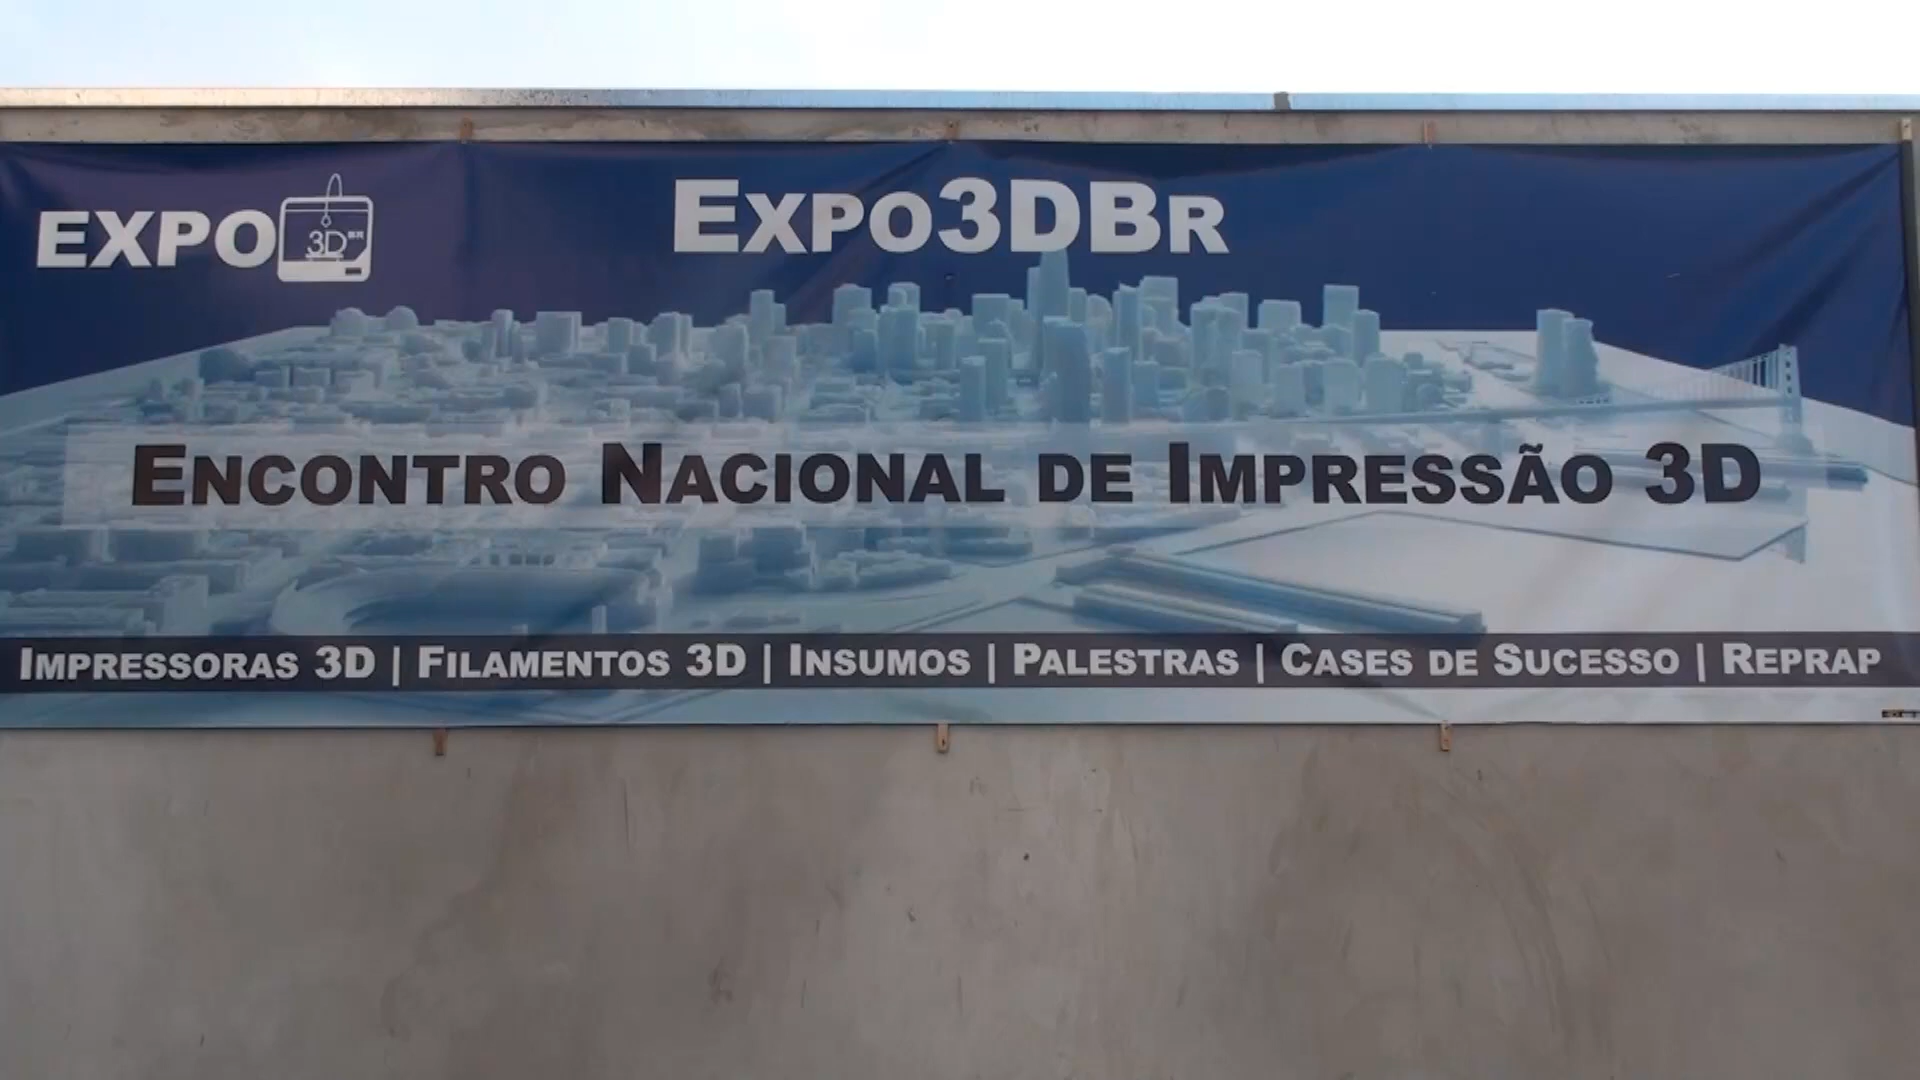 EXPO 3D BR
EXPO3DBR
ENCONTRO NACIONAL DE IMPRESSÃO 3D
IMPRESSORAS 3D | FILAMENTOS 3D | INSUMOS | PALESTRAS | CASES DE SUCESSO | REPRAP